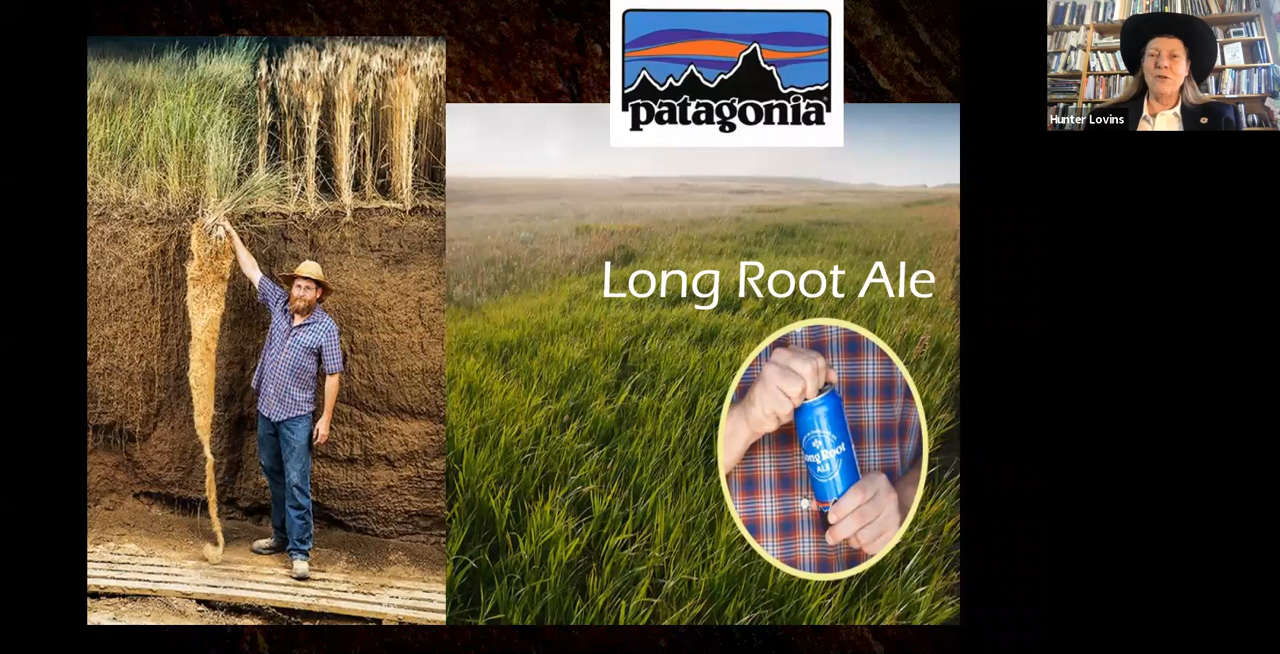 patagonia
Hunter Lovins
Long Root Ale
Long Root
ALE